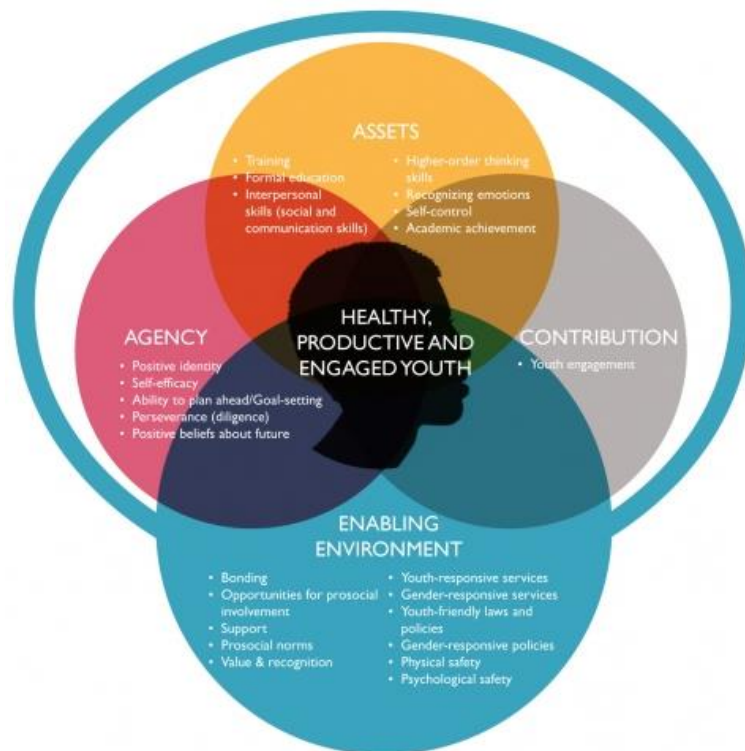 ASSETS
• Training
• Formal education
• Interpersonal
skills (social and
communication skills)
• Higher-order thinking
skills
• Recognizing emotions
• Self-control
• Academic achievement
AGENCY
• Positive identity
• Self-efficacy
• Ability to plan ahead/Goal-setting
• Perseverance (diligence)
• Positive beliefs about future
HEALTHY,
PRODUCTIVE AND
ENGAGED YOUTH
CONTRIBUTION
• Youth engagement
ENABLING
ENVIRONMENT
• Bonding
• Opportunities for prosocial
involvement
• Support
• Prosocial norms
• Value & recognition
• Youth-responsive services
• Gender-responsive services
• Youth-friendly laws and
policies
• Gender-responsive policies
• Physical safety
• Psychological safety